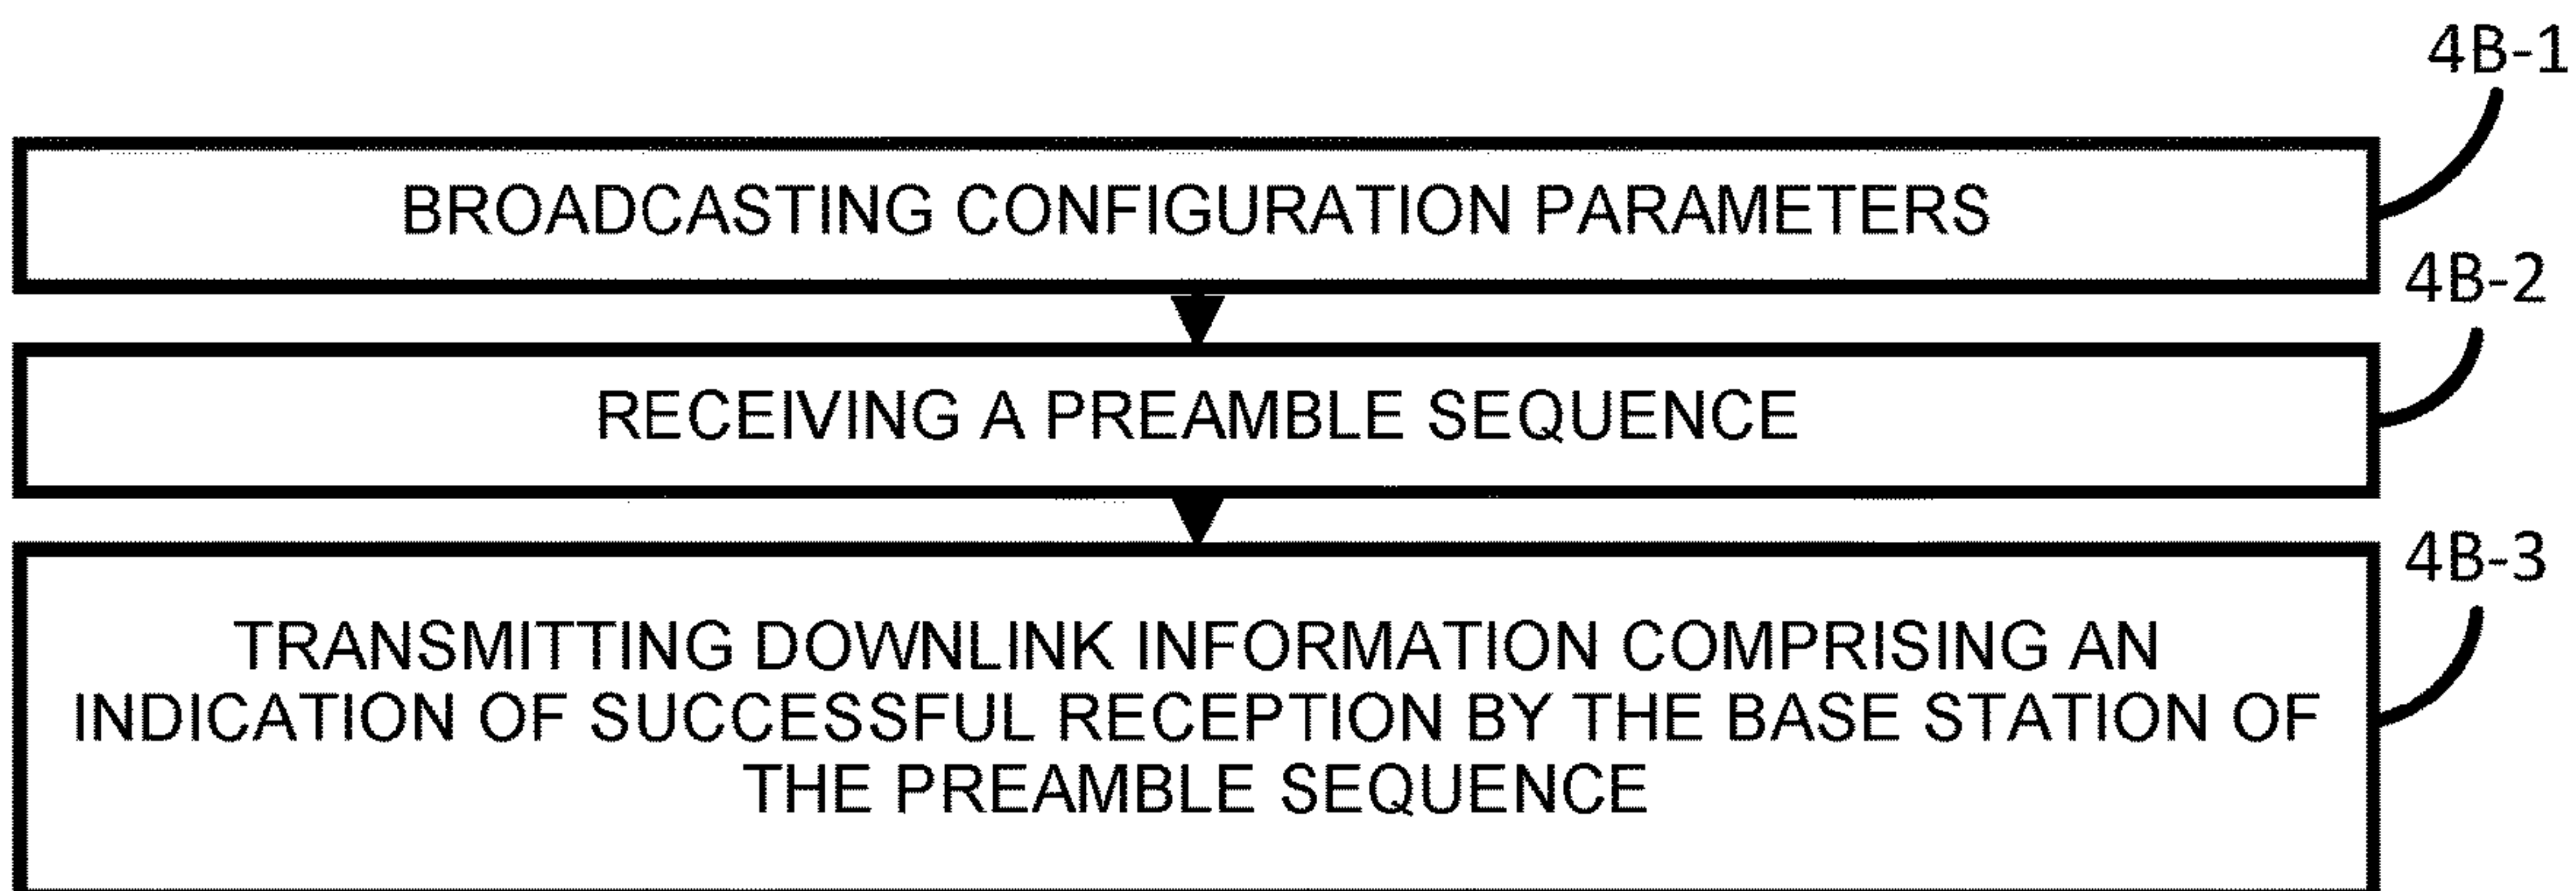 4B-1
BROADCASTING CONFIGURATION PARAMETERS
4B-2
RECEIVING A PREAMBLE SEQUENCE
4B-3
TRANSMITTING DOWNLINK INFORMATION COMPRISING AN
INDICATION OF SUCCESSFUL RECEPTION BY THE BASE STATION OF
THE PREAMBLE SEQUENCE